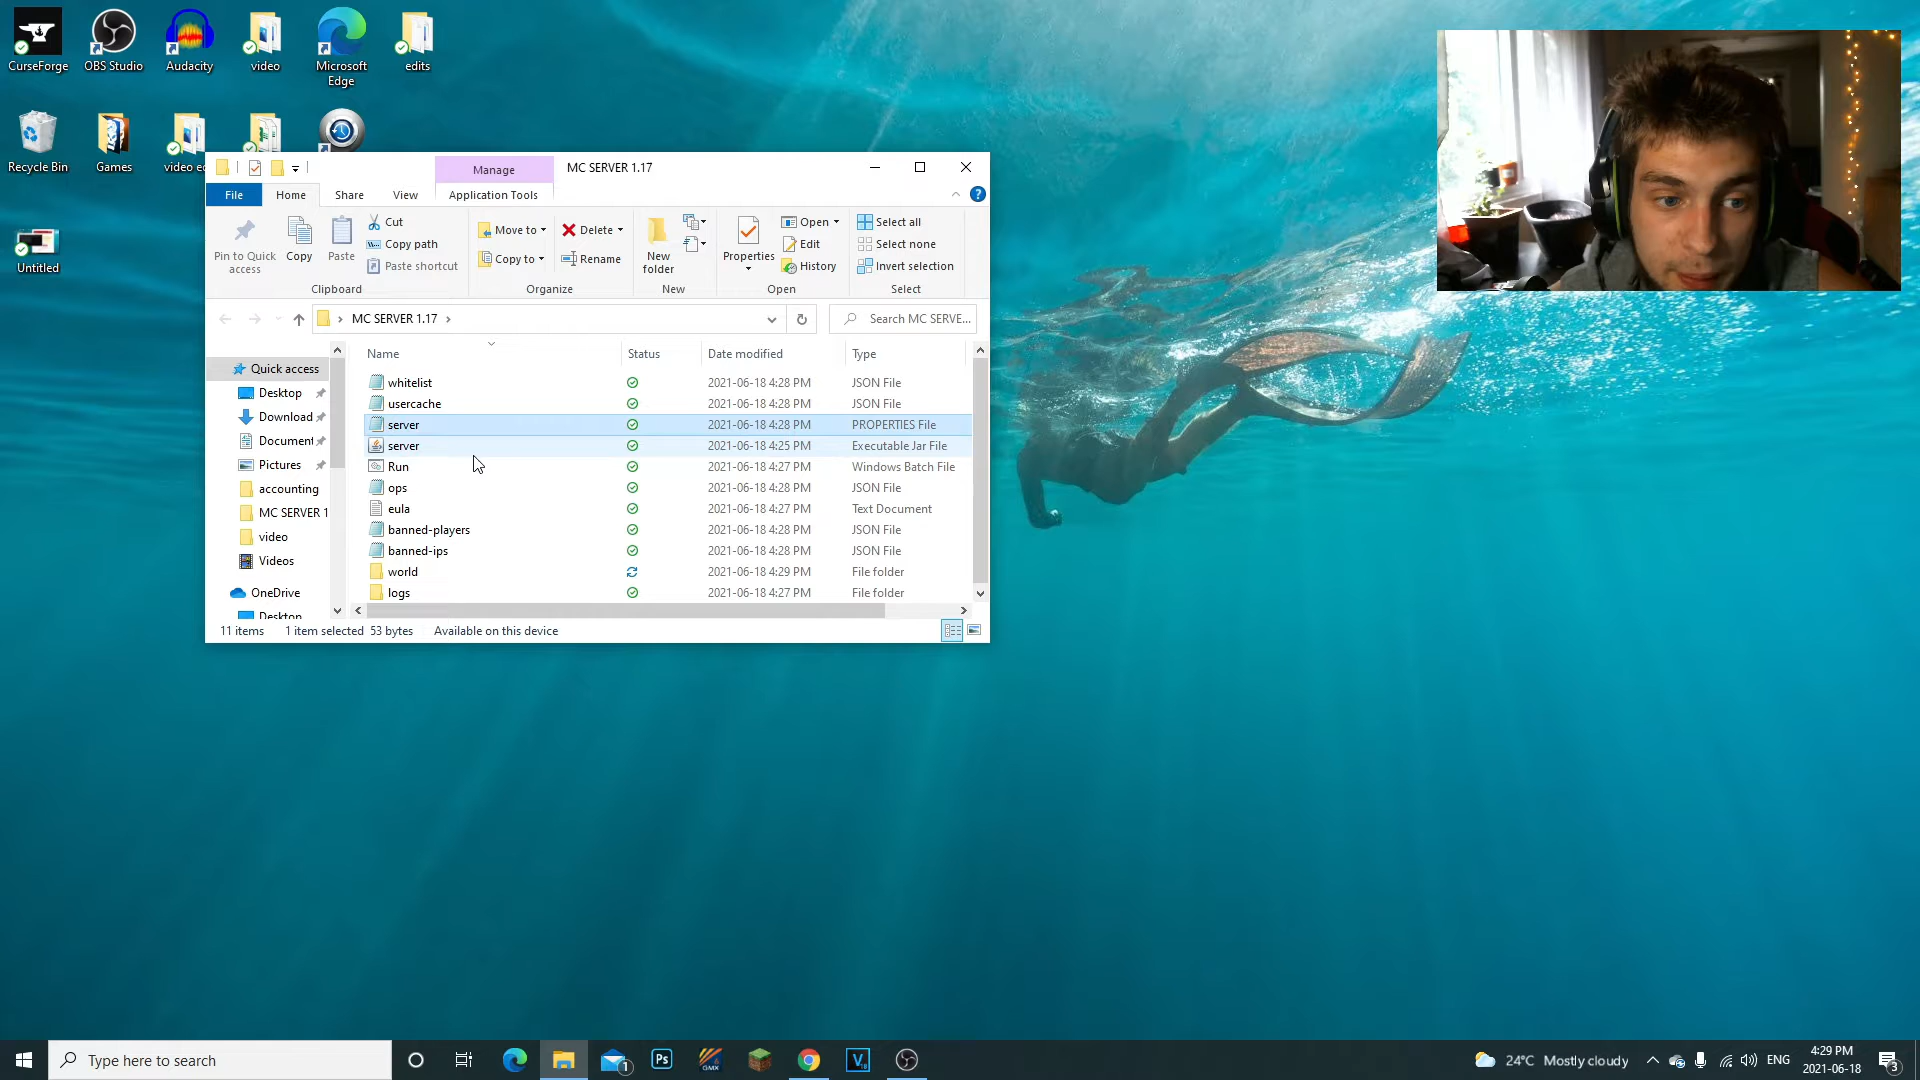 CurseForge
OBS Studio
Audacity
video
Microsoft
Edge
edits
Recycle Bin
Games
Untitled
Manage
MC SERVER 1.17
File
Home
Share
View
Application Tools
Pin to Quick
access
Copy
Paste
Cut
Copy path
Paste shortcut
Clipboard
Move to
Copy to
Delete
Rename
Organize
New
folder
New
Properties
Open
Edit
History
Open
Select all
Select none
Invert selection
Select
MC SERVER 1.17
Search MC SERVE...
Quick access
Desktop
Download
Document
Pictures
accounting
MC SERVER 1
video
Videos
OneDrive
Desktop
Name Status Date modified Type
whitelist 2021-06-18 4:28 PM JSON File
usercache 2021-06-18 4:28 PM JSON File
server 2021-06-18 4:28 PM PROPERTIES File
server 2021-06-18 4:25 PM Executable Jar File
Run 2021-06-18 4:27 PM Windows Batch File
ops 2021-06-18 4:28 PM JSON File
eula 2021-06-18 4:27 PM Text Document
banned-players 2021-06-18 4:28 PM JSON File
banned-ips 2021-06-18 4:28 PM JSON File
world 2021-06-18 4:29 PM File folder
logs 2021-06-18 4:27 PM File folder
11 items 1 item selected 53 bytes Available on this device
Type here to search
1
Ps
GMX
V
24°C Mostly cloudy
ENG
4:29 PM
2021-06-18
3